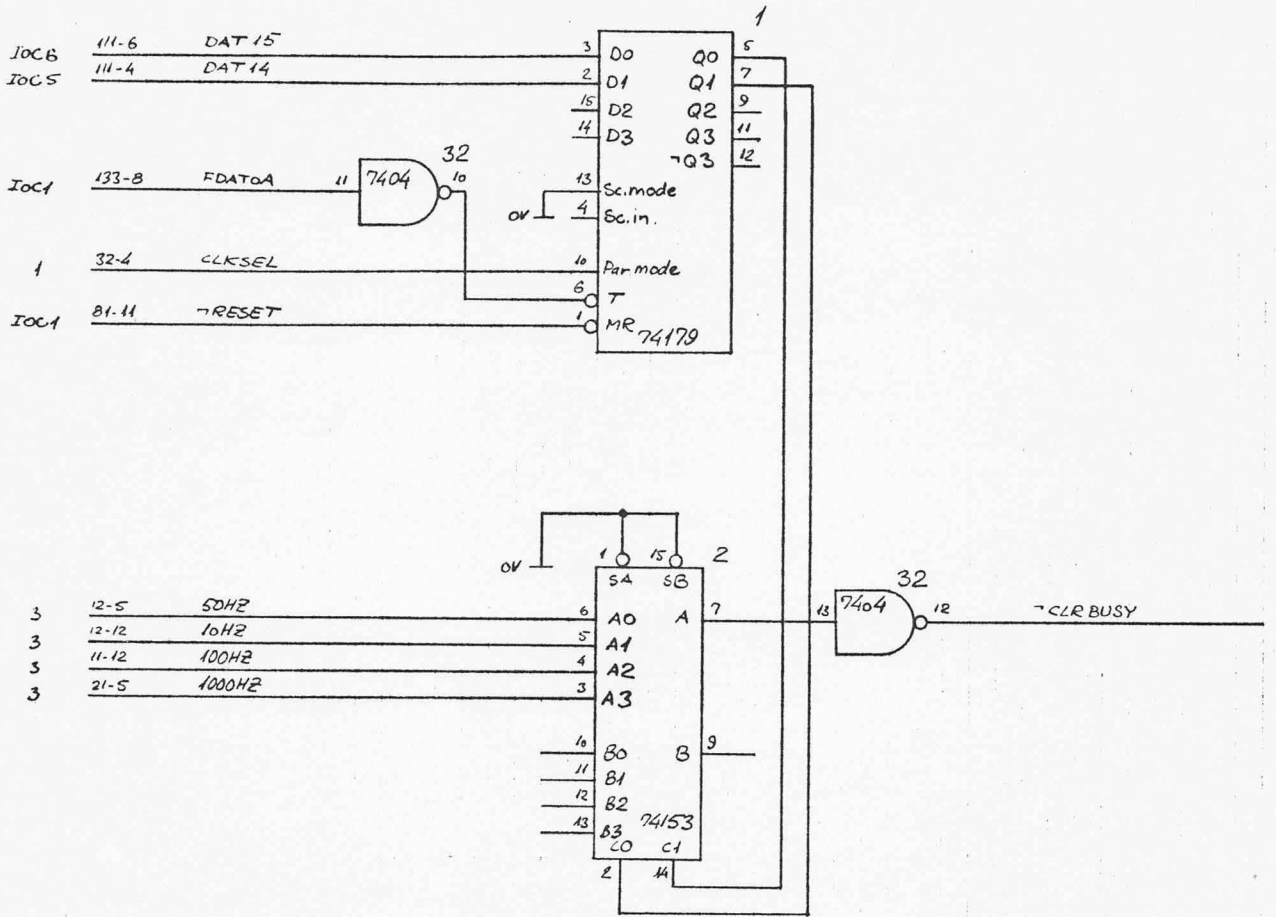 1
IOC6 111-6 DAT 15 3 D0 Q0 5
IOC5 111-4 DAT 14 2 D1 Q1 7
15 D2 Q2 9
14 D3 Q3 11
¬Q3 12
32
IOC1 133-8 FDATOA 11 7404 10
13 Sc.mode
0V 4 Sc.in.
1 32-4 CLKSEL 10 Par mode
6 T
IOC1 81-11 ¬RESET 1 MR 74179
0V 1 15 2
SA SB
32
3 12-5 50HZ 6 A0 A 7 13 7404 12 ¬CLRBUSY
3 12-12 10HZ 5 A1
3 11-12 100HZ 4 A2
3 21-5 1000HZ 3 A3
10 B0 B 9
11 B1
12 B2
13 B3 74153
C0 C1
2 14